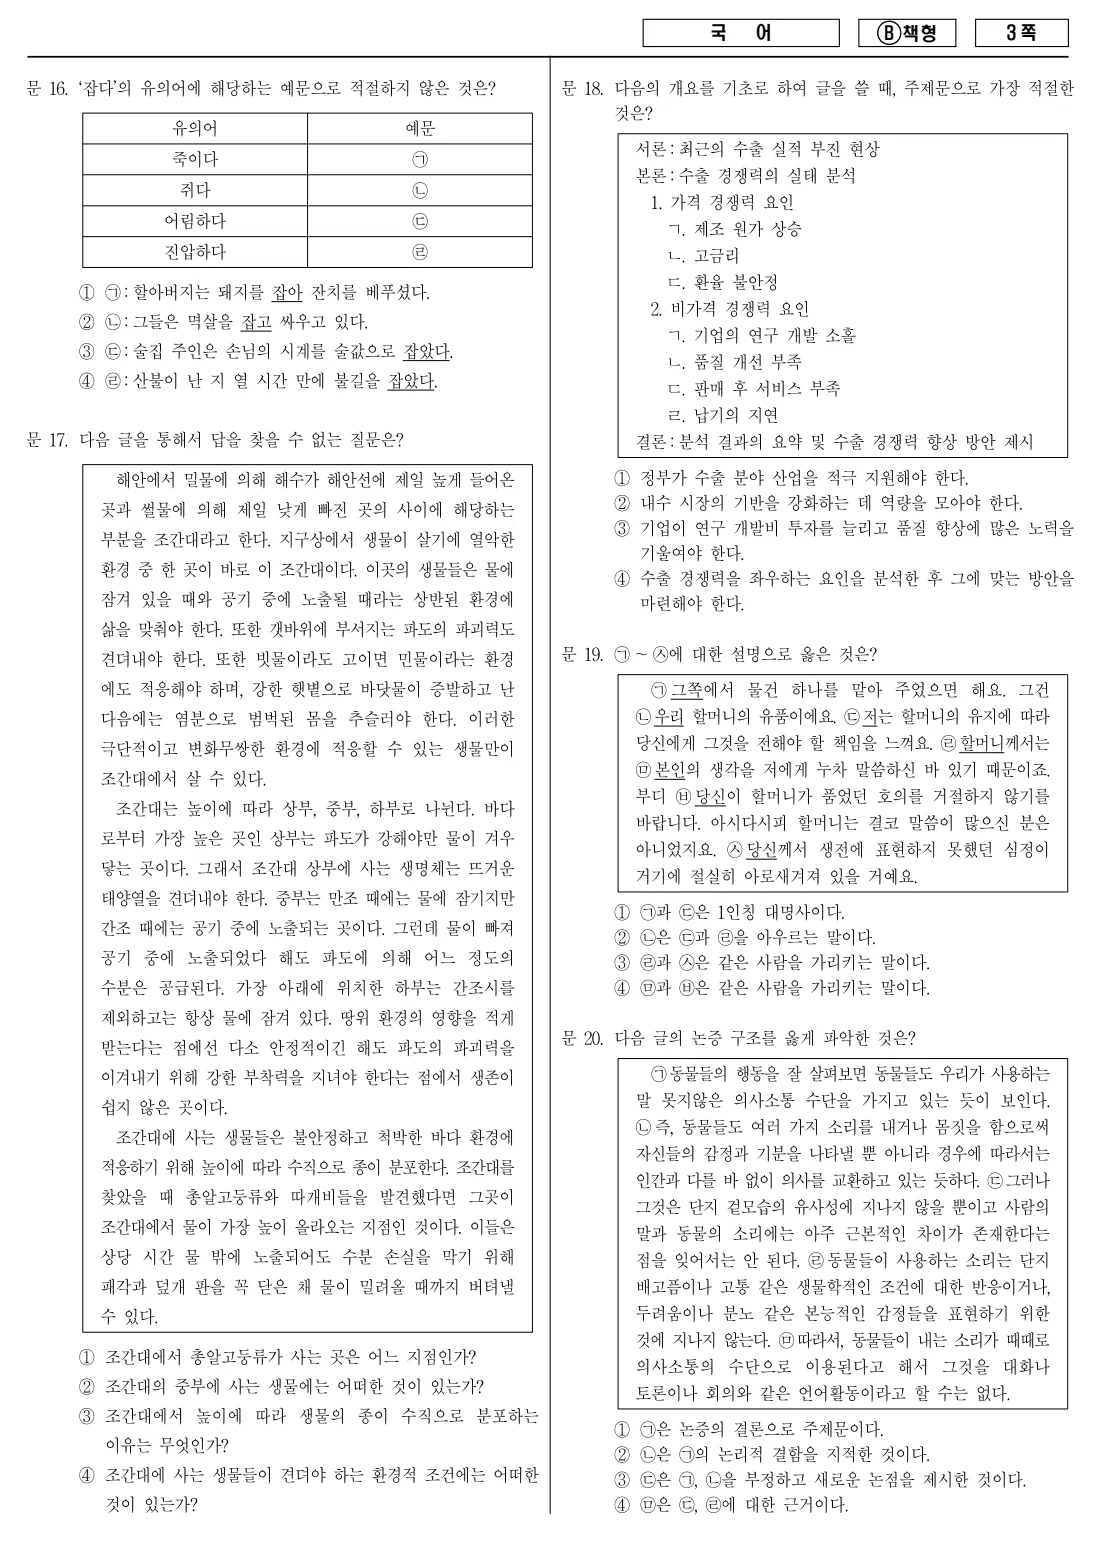 국 어
Ⓑ책형
3쪽
문 16. ‘잡다’의 유의어에 해당하는 예문으로 적절하지 않은 것은?
유의어 예문
죽이다 ㉠
쥐다 ㉡
어림하다 ㉢
진압하다 ㉣
① ㉠: 할아버지는 돼지를 잡아 잔치를 베푸셨다.
② ㉡: 그들은 멱살을 잡고 싸우고 있다.
③ ㉢: 술집 주인은 손님의 시계를 술값으로 잡았다.
④ ㉣: 산불이 난 지 열 시간 만에 불길을 잡았다.
문 17. 다음 글을 통해서 답을 찾을 수 없는 질문은?
해안에서 밀물에 의해 해수가 해안선에 제일 높게 들어온
곳과 썰물에 의해 제일 낮게 빠진 곳의 사이에 해당하는
부분을 조간대라고 한다. 지구상에서 생물이 살기에 열악한
환경 중 한 곳이 바로 이 조간대이다. 이곳의 생물들은 물에
잠겨 있을 때와 공기 중에 노출될 때라는 상반된 환경에
삶을 맞춰야 한다. 또한 갯바위에 부서지는 파도의 파괴력도
견뎌내야 한다. 또한 빗물이라도 고이면 민물이라는 환경
에도 적응해야 하며, 강한 햇볕으로 바닷물이 증발하고 난
다음에는 염분으로 범벅된 몸을 추슬러야 한다. 이러한
극단적이고 변화무쌍한 환경에 적응할 수 있는 생물만이
조간대에서 살 수 있다.
조간대는 높이에 따라 상부, 중부, 하부로 나뉜다. 바다
로부터 가장 높은 곳인 상부는 파도가 강해야만 물이 겨우
닿는 곳이다. 그래서 조간대 상부에 사는 생명체는 뜨거운
태양열을 견뎌내야 한다. 중부는 만조 때에는 물에 잠기지만
간조 때에는 공기 중에 노출되는 곳이다. 그런데 물이 빠져
공기 중에 노출되었다 해도 파도에 의해 어느 정도의
수분은 공급된다. 가장 아래에 위치한 하부는 간조시를
제외하고는 항상 물에 잠겨 있다. 땅위 환경의 영향을 적게
받는다는 점에선 다소 안정적이긴 해도 파도의 파괴력을
이겨내기 위해 강한 부착력을 지녀야 한다는 점에서 생존이
쉽지 않은 곳이다.
조간대에 사는 생물들은 불안정하고 척박한 바다 환경에
적응하기 위해 높이에 따라 수직으로 종이 분포한다. 조간대를
찾았을 때 총알고둥류와 따개비들을 발견했다면 그곳이
조간대에서 물이 가장 높이 올라오는 지점인 것이다. 이들은
상당 시간 물 밖에 노출되어도 수분 손실을 막기 위해
패각과 덮개 판을 꼭 닫은 채 물이 밀려올 때까지 버텨낼
수 있다.
① 조간대에서 총알고둥류가 사는 곳은 어느 지점인가?
② 조간대의 중부에 사는 생물에는 어떠한 것이 있는가?
③ 조간대에서 높이에 따라 생물의 종이 수직으로 분포하는
이유는 무엇인가?
④ 조간대에 사는 생물들이 견뎌야 하는 환경적 조건에는 어떠한
것이 있는가?
문 18. 다음의 개요를 기초로 하여 글을 쓸 때, 주제문으로 가장 적절한
것은?
서론: 최근의 수출 실적 부진 현상
본론: 수출 경쟁력의 실태 분석
1. 가격 경쟁력 요인
ㄱ. 제조 원가 상승
ㄴ. 고금리
ㄷ. 환율 불안정
2. 비가격 경쟁력 요인
ㄱ. 기업의 연구 개발 소홀
ㄴ. 품질 개선 부족
ㄷ. 판매 후 서비스 부족
ㄹ. 납기의 지연
결론: 분석 결과의 요약 및 수출 경쟁력 향상 방안 제시
① 정부가 수출 분야 산업을 적극 지원해야 한다.
② 내수 시장의 기반을 강화하는 데 역량을 모아야 한다.
③ 기업이 연구 개발비 투자를 늘리고 품질 향상에 많은 노력을
기울여야 한다.
④ 수출 경쟁력을 좌우하는 요인을 분석한 후 그에 맞는 방안을
마련해야 한다.
문 19. ㉠ ~ ㉦에 대한 설명으로 옳은 것은?
㉠그쪽에서 물건 하나를 맡아 주었으면 해요. 그건
㉡우리 할머니의 유품이에요. ㉢저는 할머니의 유지에 따라
당신에게 그것을 전해야 할 책임을 느껴요. ㉣할머니께서는
㉤본인의 생각을 저에게 누차 말씀하신 바 있기 때문이죠.
부디 ㉥당신이 할머니가 품었던 호의를 거절하지 않기를
바랍니다. 아시다시피 할머니는 결코 말씀이 많으신 분은
아니었지요. ㉦당신께서 생전에 표현하지 못했던 심정이
거기에 절실히 아로새겨져 있을 거예요.
① ㉠과 ㉢은 1인칭 대명사이다.
② ㉡은 ㉢과 ㉣을 아우르는 말이다.
③ ㉣과 ㉦은 같은 사람을 가리키는 말이다.
④ ㉤과 ㉥은 같은 사람을 가리키는 말이다.
문 20. 다음 글의 논증 구조를 옳게 파악한 것은?
㉠동물들의 행동을 잘 살펴보면 동물들도 우리가 사용하는
말 못지않은 의사소통 수단을 가지고 있는 듯이 보인다.
㉡즉, 동물들도 여러 가지 소리를 내거나 몸짓을 함으로써
자신들의 감정과 기분을 나타낼 뿐 아니라 경우에 따라서는
인간과 다를 바 없이 의사를 교환하고 있는 듯하다. ㉢그러나
그것은 단지 겉모습의 유사성에 지나지 않을 뿐이고 사람의
말과 동물의 소리에는 아주 근본적인 차이가 존재한다는
점을 잊어서는 안 된다. ㉣동물들이 사용하는 소리는 단지
배고픔이나 고통 같은 생물학적인 조건에 대한 반응이거나,
두려움이나 분노 같은 본능적인 감정들을 표현하기 위한
것에 지나지 않는다. ㉤따라서, 동물들이 내는 소리가 때때로
의사소통의 수단으로 이용된다고 해서 그것을 대화나
토론이나 회의와 같은 언어활동이라고 할 수는 없다.
① ㉠은 논증의 결론으로 주제문이다.
② ㉡은 ㉠의 논리적 결함을 지적한 것이다.
③ ㉢은 ㉠, ㉡을 부정하고 새로운 논점을 제시한 것이다.
④ ㉤은 ㉢, ㉣에 대한 근거이다.